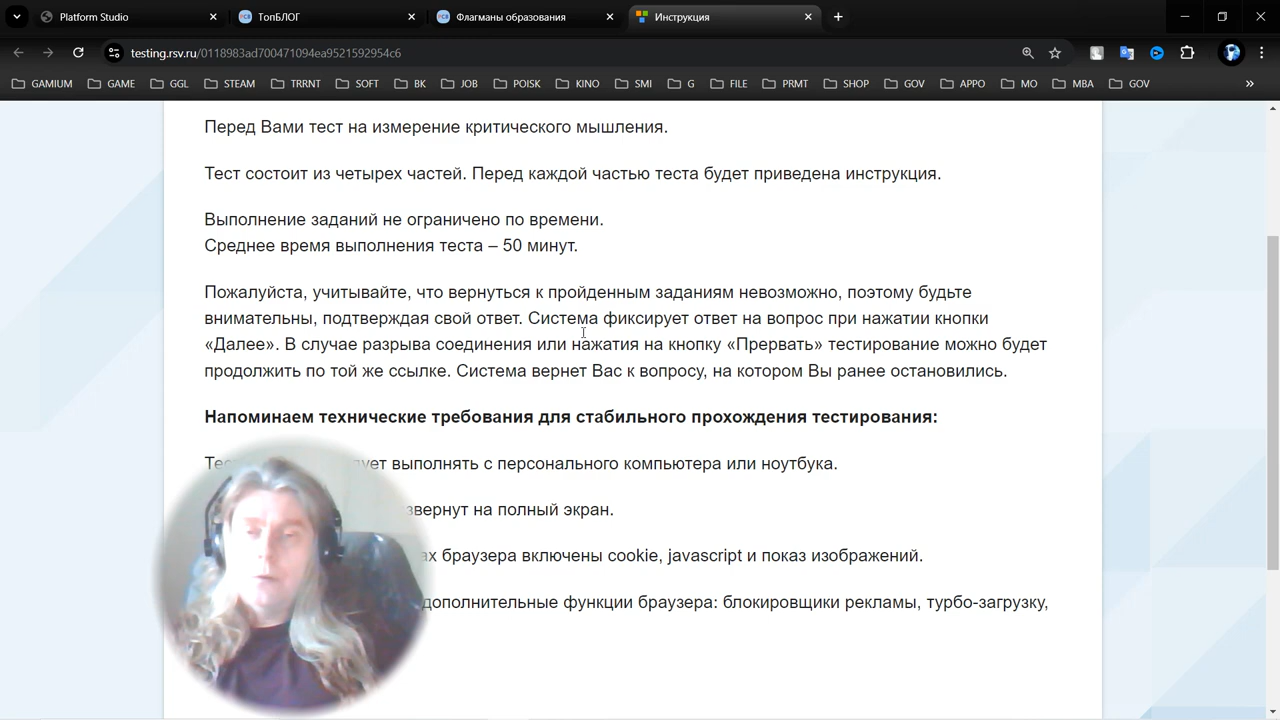 Platform Studio
ТопБЛОГ
Флагманы образования
Инструкция
testing.rsv.ru/0118983ad700471094ea9521592954c6
GAMIUM GAME GGL STEAM TRRNT SOFT BK JOB POISK KINO SMI G FILE PRMT SHOP GOV APPO MO MBA GOV
Перед Вами тест на измерение критического мышления.
Тест состоит из четырех частей. Перед каждой частью теста будет приведена инструкция.
Выполнение заданий не ограничено по времени.
Среднее время выполнения теста – 50 минут.
Пожалуйста, учитывайте, что вернуться к пройденным заданиям невозможно, поэтому будьте
внимательны, подтверждая свой ответ. Система фиксирует ответ на вопрос при нажатии кнопки
«Далее». В случае разрыва соединения или нажатия на кнопку «Прервать» тестирование можно будет
продолжить по той же ссылке. Система вернет Вас к вопросу, на котором Вы ранее остановились.
Напоминаем технические требования для стабильного прохождения тестирования:
выполнять с персонального компьютера или ноутбука.
на полный экран.
браузера включены cookie, javascript и показ изображений.
дополнительные функции браузера: блокировщики рекламы, турбо-загрузку,